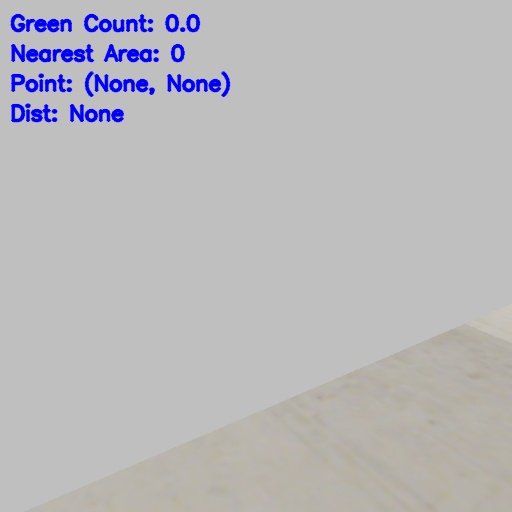 Green Count: 0.0
Nearest Area: 0
Point: (None, None)
Dist: None